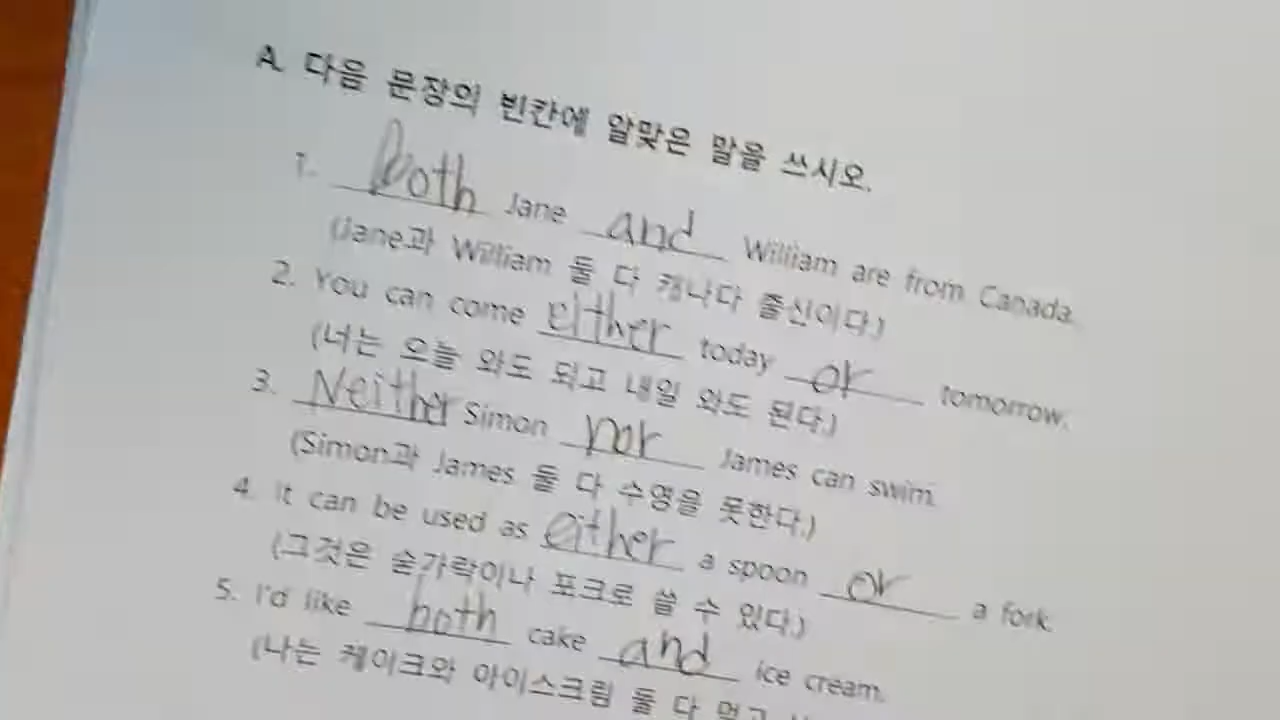 A. 다음 문장의 빈칸에 알맞은 말을 쓰시오.
1. both Jane and William are from Canada.
(Jane과 William 둘 다 캐나다 출신이다.)
2. You can come either today or tomorrow.
(너는 오늘 와도 되고 내일 와도 된다.)
3. Neither Simon nor James can swim.
(Simon과 James 둘 다 수영을 못한다.)
4. It can be used as either a spoon or a fork.
(그것은 숟가락이나 포크로 쓸 수 있다.)
5. I'd like both cake and ice cream.
(나는 케이크와 아이스크림 둘 다 먹고